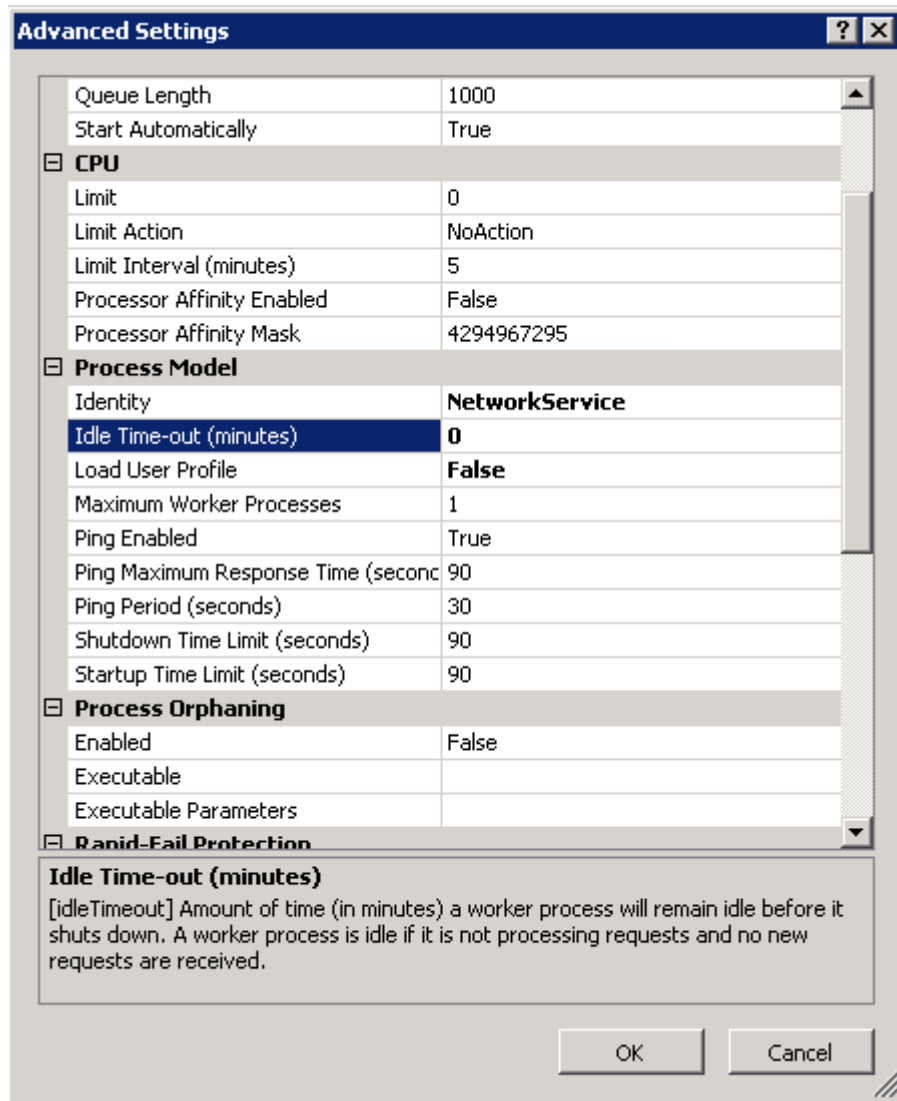 Advanced Settings
Queue Length 1000
Start Automatically True
CPU
Limit 0
Limit Action NoAction
Limit Interval (minutes) 5
Processor Affinity Enabled False
Processor Affinity Mask 4294967295
Process Model
Identity NetworkService
Idle Time-out (minutes) 0
Load User Profile False
Maximum Worker Processes 1
Ping Enabled True
Ping Maximum Response Time (second 90
Ping Period (seconds) 30
Shutdown Time Limit (seconds) 90
Startup Time Limit (seconds) 90
Process Orphaning
Enabled False
Executable
Executable Parameters
Rapid-Fail Protection
Idle Time-out (minutes)
[idleTimeout] Amount of time (in minutes) a worker process will remain idle before it
shuts down. A worker process is idle if it is not processing requests and no new
requests are received.
OK Cancel